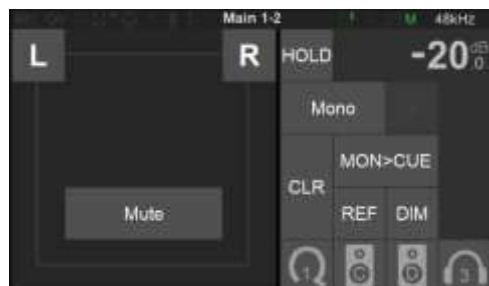 Main 1-2
M
48kHz
L
R
HOLD
-20 dB
0
Mono
MON>CUE
CLR
REF
DIM
Mute
1
C
D
3